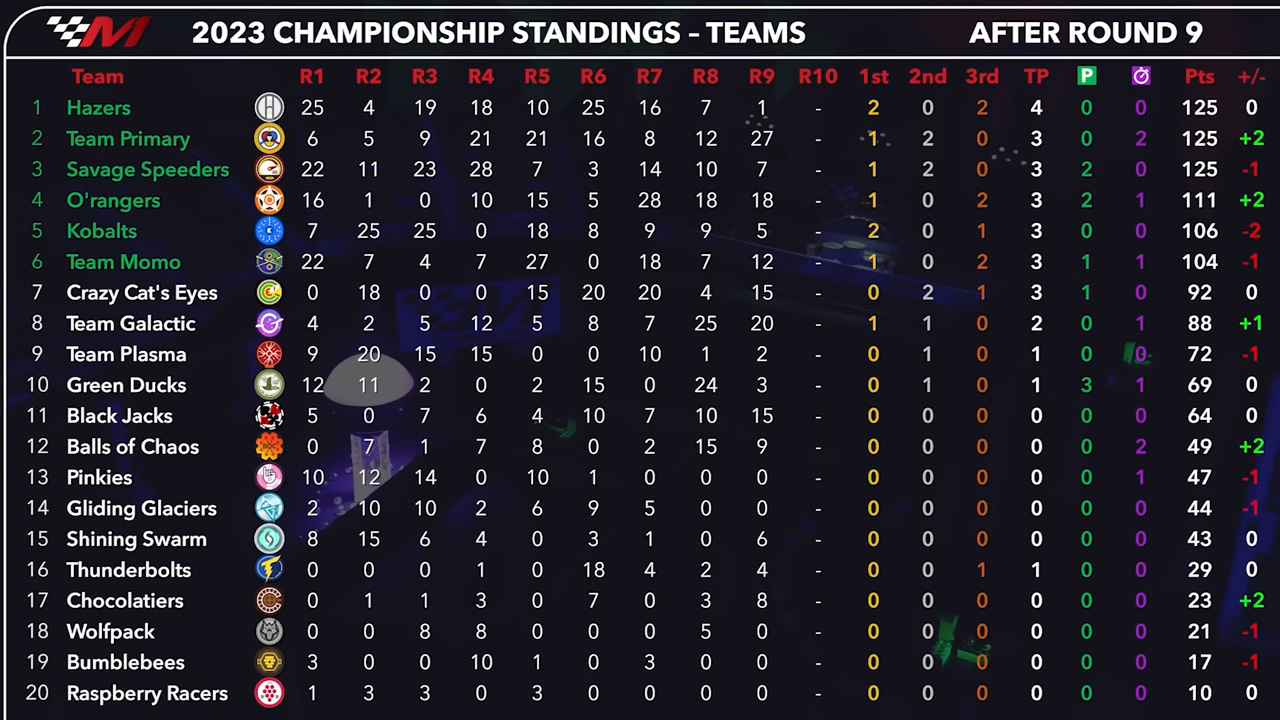 M1 2023 CHAMPIONSHIP STANDINGS – TEAMS AFTER ROUND 9
Team R1 R2 R3 R4 R5 R6 R7 R8 R9 R10 1st 2nd 3rd TP P Pts +/-
1 Hazers 25 4 19 18 10 25 16 7 1 - 2 0 2 4 0 0 125 0
2 Team Primary 6 5 9 21 21 16 8 12 27 - 1 2 0 3 0 2 125 +2
3 Savage Speeders 22 11 23 28 7 3 14 10 7 - 1 2 0 3 2 0 125 -1
4 O'rangers 16 1 0 10 15 5 28 18 18 - 1 0 2 3 2 1 111 +2
5 Kobalts 7 25 25 0 18 8 9 9 5 - 2 0 1 3 0 0 106 -2
6 Team Momo 22 7 4 7 27 0 18 7 12 - 1 0 2 3 1 1 104 -1
7 Crazy Cat's Eyes 0 18 0 0 15 20 20 4 15 - 0 2 1 3 1 0 92 0
8 Team Galactic 4 2 5 12 5 8 7 25 20 - 1 1 0 2 0 1 88 +1
9 Team Plasma 9 20 15 15 0 0 10 1 2 - 0 1 0 1 0 0 72 -1
10 Green Ducks 12 11 2 0 2 15 0 24 3 - 0 1 0 1 3 1 69 0
11 Black Jacks 5 0 7 6 4 10 7 10 15 - 0 0 0 0 0 0 64 0
12 Balls of Chaos 0 7 1 7 8 0 2 15 9 - 0 0 0 0 0 2 49 +2
13 Pinkies 10 12 14 0 10 1 0 0 0 - 0 0 0 0 0 1 47 -1
14 Gliding Glaciers 2 10 10 2 6 9 5 0 0 - 0 0 0 0 0 0 44 -1
15 Shining Swarm 8 15 6 4 0 3 1 0 6 - 0 0 0 0 0 0 43 0
16 Thunderbolts 0 0 0 1 0 18 4 2 4 - 0 0 1 1 0 0 29 0
17 Chocolatiers 0 1 1 3 0 7 0 3 8 - 0 0 0 0 0 0 23 +2
18 Wolfpack 0 0 8 8 0 0 0 5 0 - 0 0 0 0 0 0 21 -1
19 Bumblebees 3 0 0 10 1 0 3 0 0 - 0 0 0 0 0 0 17 -1
20 Raspberry Racers 1 3 3 0 3 0 0 0 0 - 0 0 0 0 0 0 10 0